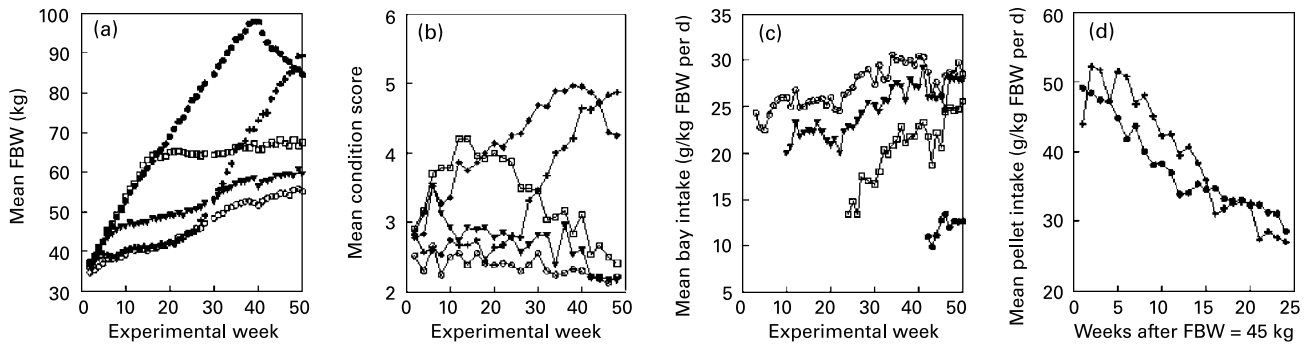 (a)
Mean FBW (kg)
100
90
80
70
60
50
40
30
0 10 20 30 40 50
Experimental week
(b)
Mean condition score
6
5
4
3
2
1
0 10 20 30 40 50
Experimental week
(c)
Mean bay intake (g/kg FBW per d)
35
30
25
20
15
10
5
0 10 20 30 40 50
Experimental week
(d)
Mean pellet intake (g/kg FBW per d)
60
50
40
30
20
0 5 10 15 20 25
Weeks after FBW = 45 kg